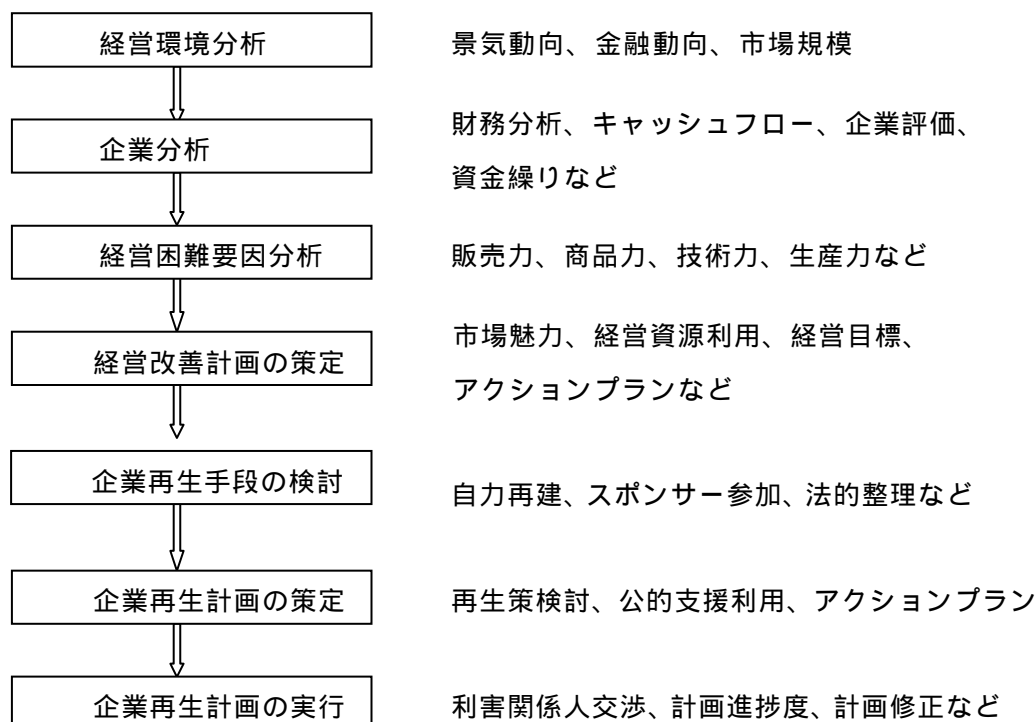 経営環境分析
景気動向、金融動向、市場規模
企業分析
財務分析、キャッシュフロー、企業評価、
資金繰りなど
経営困難要因分析
販売力、商品力、技術力、生産力など
経営改善計画の策定
市場魅力、経営資源利用、経営目標、
アクションプランなど
企業再生手段の検討
自力再建、スポンサー参加、法的整理など
企業再生計画の策定
再生策検討、公的支援利用、アクションプラン
企業再生計画の実行
利害関係人交渉、計画進捗度、計画修正など